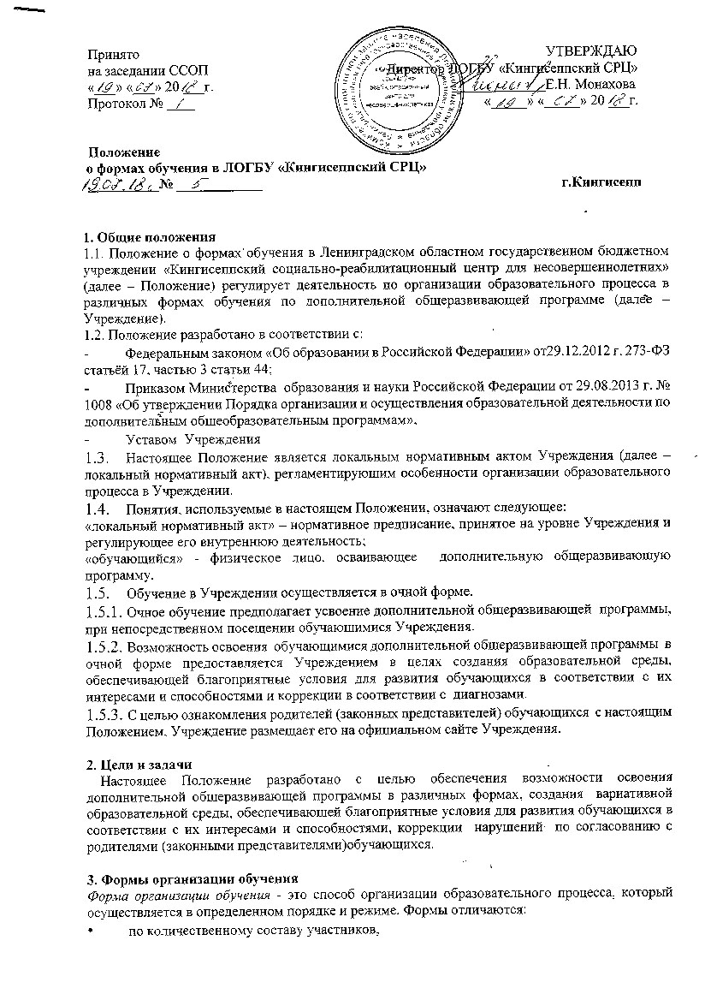 Принято
на заседании ССОП
« 19 » « 01 » 2018 г.
Протокол № 1
УТВЕРЖДАЮ
Директор ЛОГБУ «Кингисеппский СРЦ»
Е.Н. Монахова
« 19 » « 01 » 2018 г.
Положение
о формах обучения в ЛОГБУ «Кингисеппский СРЦ»
19.01.18 г. № 5 г.Кингисепп
1. Общие положения
1.1. Положение о формах обучения в Ленинградском областном государственном бюджетном
учреждении «Кингисеппский социально-реабилитационный центр для несовершеннолетних»
(далее – Положение) регулирует деятельность по организации образовательного процесса в
различных формах обучения по дополнительной общеразвивающей программе (далее –
Учреждение).
1.2. Положение разработано в соответствии с:
- Федеральным законом «Об образовании в Российской Федерации» от29.12.2012 г. 273-ФЗ
статьёй 17, частью 3 статьи 44;
- Приказом Министерства образования и науки Российской Федерации от 29.08.2013 г. №
1008 «Об утверждении Порядка организации и осуществления образовательной деятельности по
дополнительным общеобразовательным программам»,
- Уставом Учреждения
1.3. Настоящее Положение является локальным нормативным актом Учреждения (далее –
локальный нормативный акт), регламентирующим особенности организации образовательного
процесса в Учреждении.
1.4. Понятия, используемые в настоящем Положении, означают следующее:
«локальный нормативный акт» – нормативное предписание, принятое на уровне Учреждения и
регулирующее его внутреннюю деятельность;
«обучающийся» - физическое лицо, осваивающее дополнительную общеразвивающую
программу.
1.5. Обучение в Учреждении осуществляется в очной форме.
1.5.1. Очное обучение предполагает усвоение дополнительной общеразвивающей программы,
при непосредственном посещении обучающимися Учреждения.
1.5.2. Возможность освоения обучающимися дополнительной общеразвивающей программы в
очной форме предоставляется Учреждением в целях создания образовательной среды,
обеспечивающей благоприятные условия для развития обучающихся в соответствии с их
интересами и способностями и коррекции в соответствии с диагнозами.
1.5.3. С целью ознакомления родителей (законных представителей) обучающихся с настоящим
Положением, Учреждение размещает его на официальном сайте Учреждения.
2. Цели и задачи
Настоящее Положение разработано с целью обеспечения возможности освоения
дополнительной общеразвивающей программы в различных формах, создания вариативной
образовательной среды, обеспечивающей благоприятные условия для развития обучающихся в
соответствии с их интересами и способностями, коррекции нарушений по согласованию с
родителями (законными представителями)обучающихся.
3. Формы организации обучения
Форма организации обучения - это способ организации образовательного процесса, который
осуществляется в определенном порядке и режиме. Формы отличаются:
• по количественному составу участников,